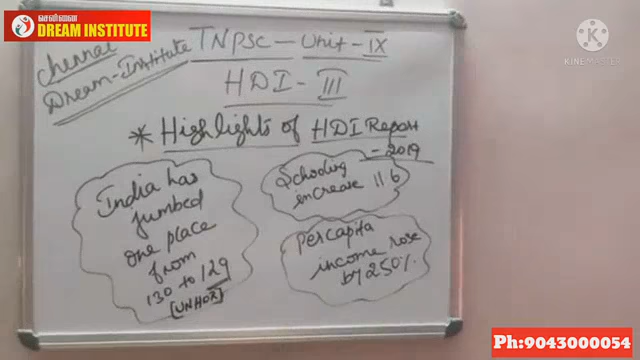 சென்னை
DREAM INSTITUTE
KINEMASTER
Chennai
Dream-Institute
TNPSC - Unit - IX
HDI - III
* Highlights of HDI Report
- 2019
India has
jumbed
one place
from
130 to 129
[UNHDR]
Schooling
increase 11 6
Percapita
income rose
by 250%.
Ph:9043000054